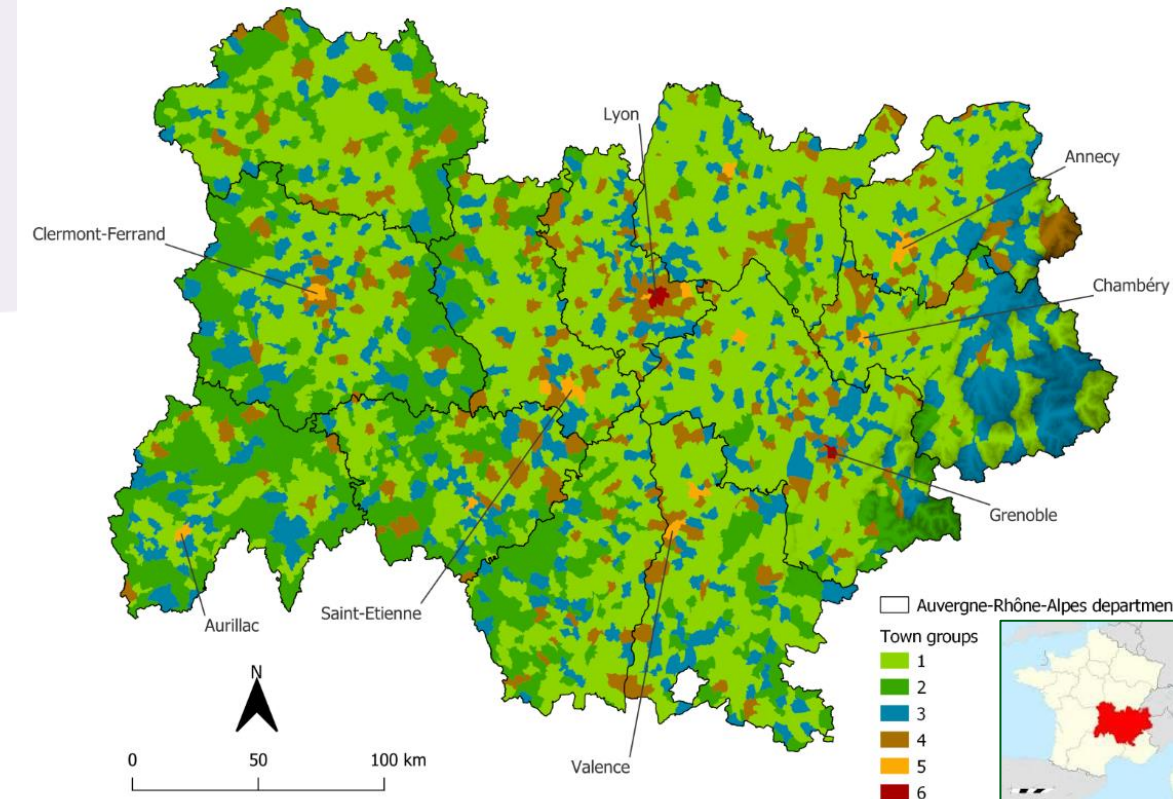 Lyon
Annecy
Clermont-Ferrand
Chambéry
Grenoble
Saint-Etienne
Aurillac
Valence
N
0 50 100 km
Auvergne-Rhône-Alpes departmen
Town groups
1
2
3
4
5
6